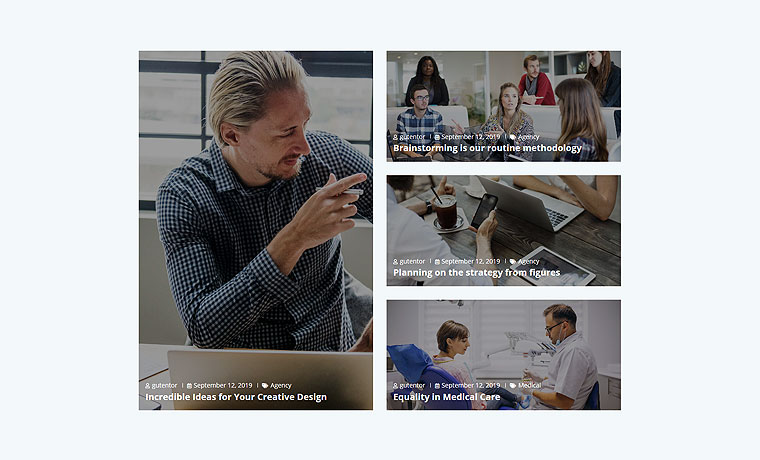 gutentor | September 12, 2019 | Agency
Incredible Ideas for Your Creative Design
gutentor | September 12, 2019 | Agency
Brainstorming is our routine methodology
gutentor | September 12, 2019 | Agency
Planning on the strategy from figures
gutentor | September 12, 2019 | Medical
Equality in Medical Care